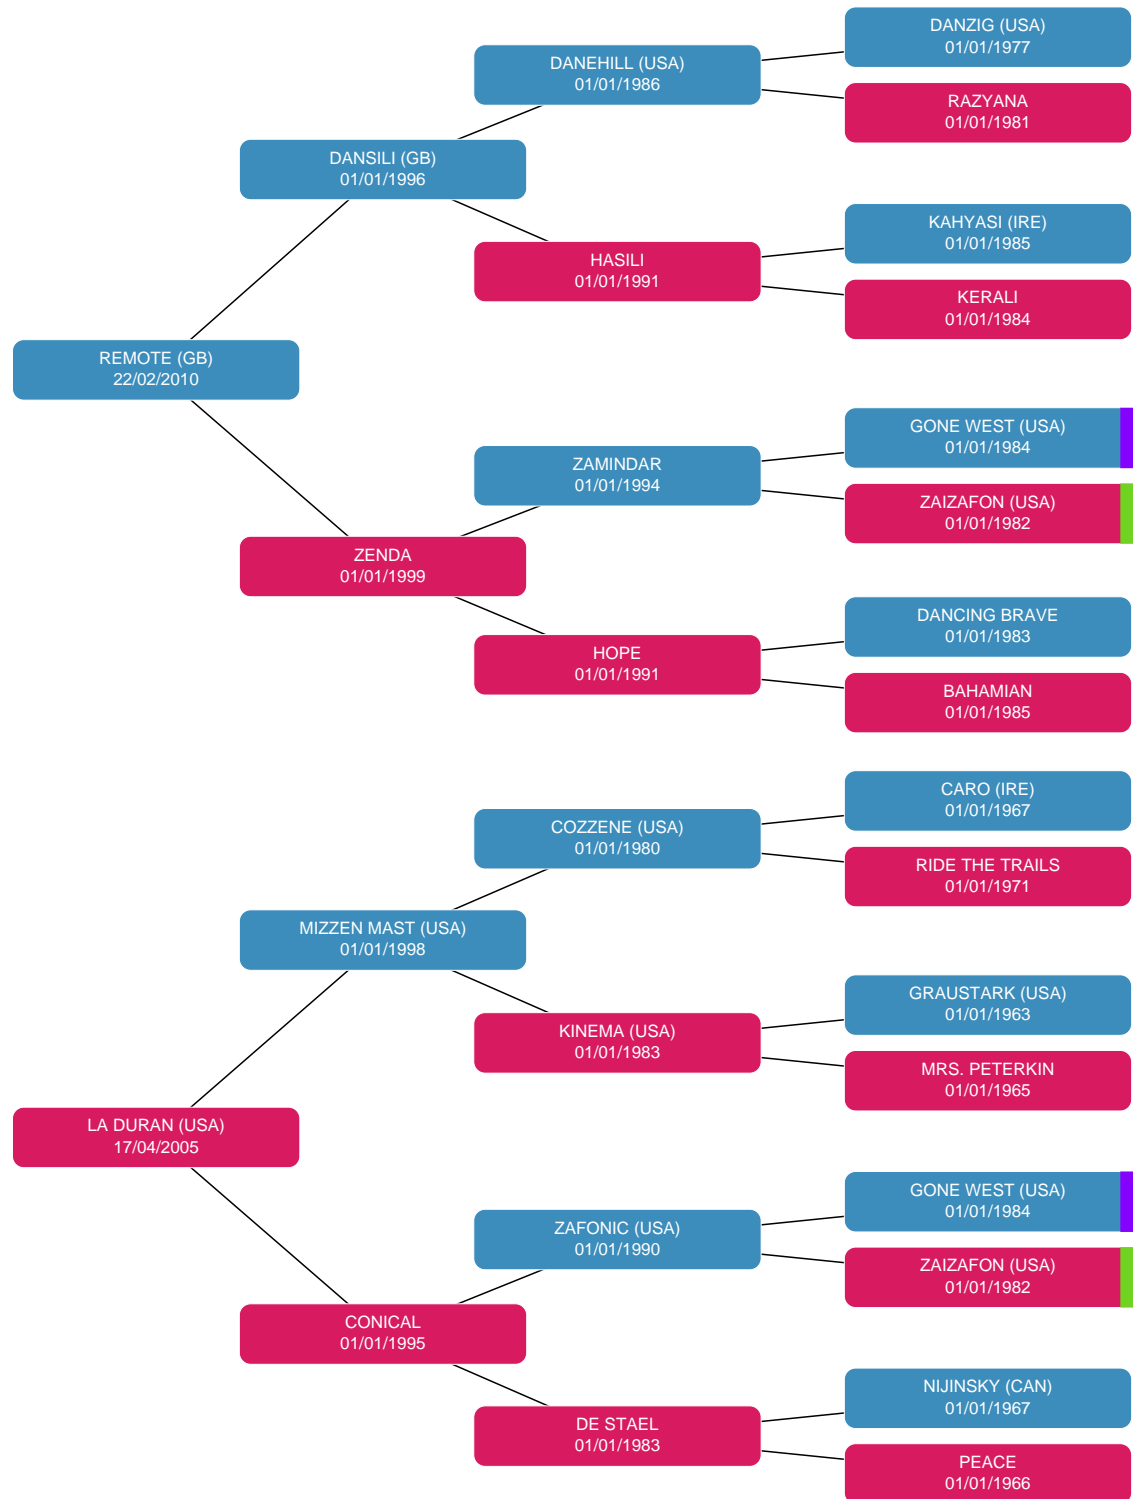 DANZIG (USA)
01/01/1977
DANEHILL (USA)
01/01/1986
RAZYANA
01/01/1981
DANSILI (GB)
01/01/1996
KAHYASI (IRE)
01/01/1985
HASILI
01/01/1991
KERALI
01/01/1984
REMOTE (GB)
22/02/2010
GONE WEST (USA)
01/01/1984
ZAMINDAR
01/01/1994
ZAIZAFON (USA)
01/01/1982
ZENDA
01/01/1999
DANCING BRAVE
01/01/1983
HOPE
01/01/1991
BAHAMIAN
01/01/1985
CARO (IRE)
01/01/1967
COZZENE (USA)
01/01/1980
RIDE THE TRAILS
01/01/1971
MIZZEN MAST (USA)
01/01/1998
GRAUSTARK (USA)
01/01/1963
KINEMA (USA)
01/01/1983
MRS. PETERKIN
01/01/1965
LA DURAN (USA)
17/04/2005
GONE WEST (USA)
01/01/1984
ZAFONIC (USA)
01/01/1990
ZAIZAFON (USA)
01/01/1982
CONICAL
01/01/1995
NIJINSKY (CAN)
01/01/1967
DE STAEL
01/01/1983
PEACE
01/01/1966